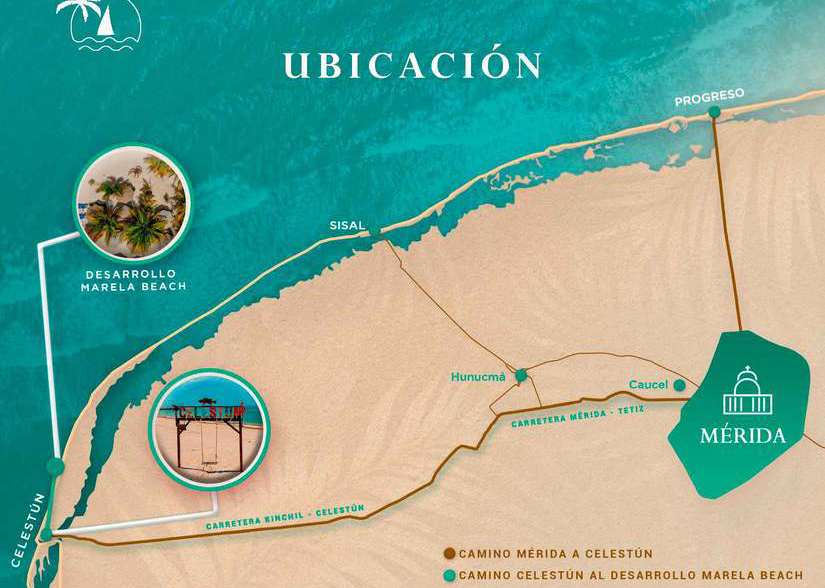 UBICACIÓN
PROGRESO
SISAL
DESARROLLO
MARELA BEACH
Hunucmá
Caucel
CARRETERA MÉRIDA - TETIZ
MÉRIDA
CARRETERA KINCHIL - CELESTÚN
CELESTÚN
CAMINO MÉRIDA A CELESTÚN
CAMINO CELESTÚN AL DESARROLLO MARELA BEACH